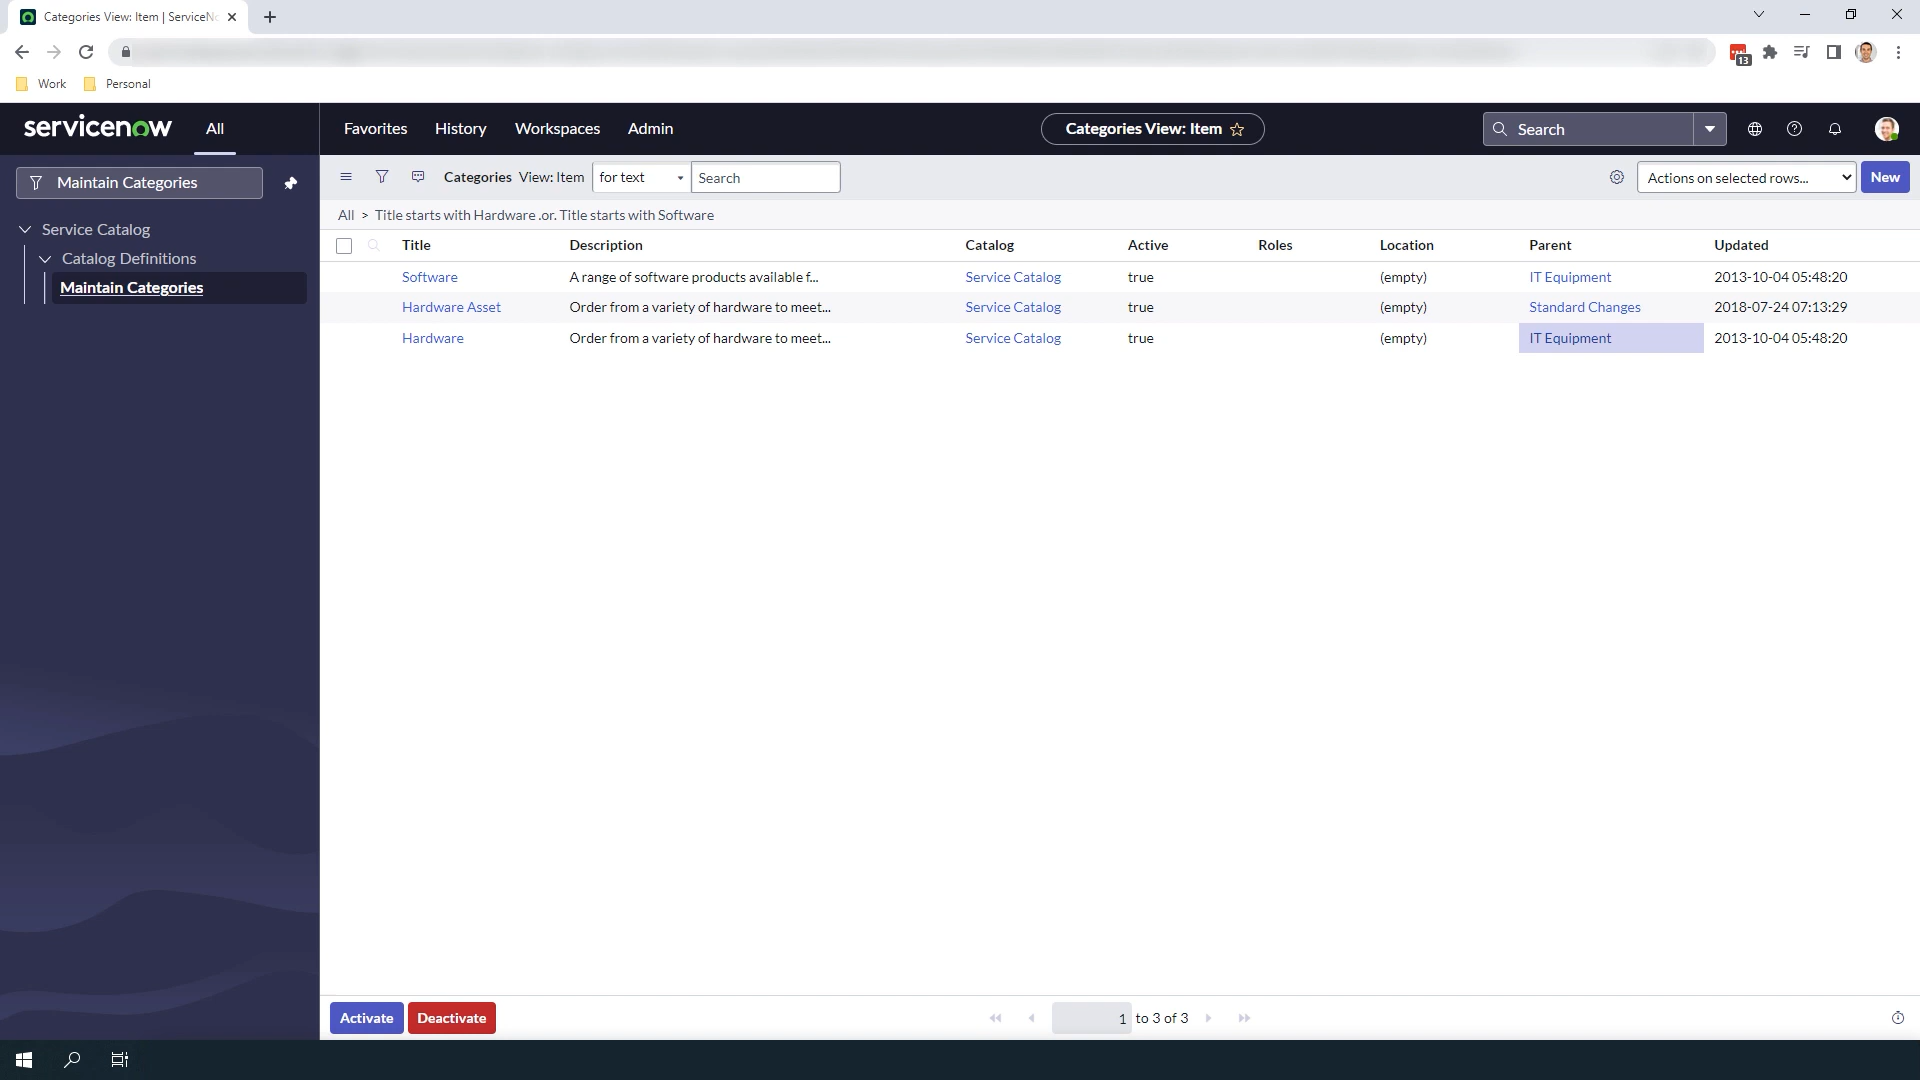 Categories View: Item | ServiceNo
13
Work Personal
servicenow All Favorites History Workspaces Admin Categories View: Item Search
Maintain Categories
Categories View: Item for text Search Actions on selected rows... New
All > Title starts with Hardware .or. Title starts with Software
Service Catalog
Catalog Definitions
Maintain Categories
Title Description Catalog Active Roles Location Parent Updated
Software A range of software products available f... Service Catalog true (empty) IT Equipment 2013-10-04 05:48:20
Hardware Asset Order from a variety of hardware to meet... Service Catalog true (empty) Standard Changes 2018-07-24 07:13:29
Hardware Order from a variety of hardware to meet... Service Catalog true (empty) IT Equipment 2013-10-04 05:48:20
Activate Deactivate 1 to 3 of 3